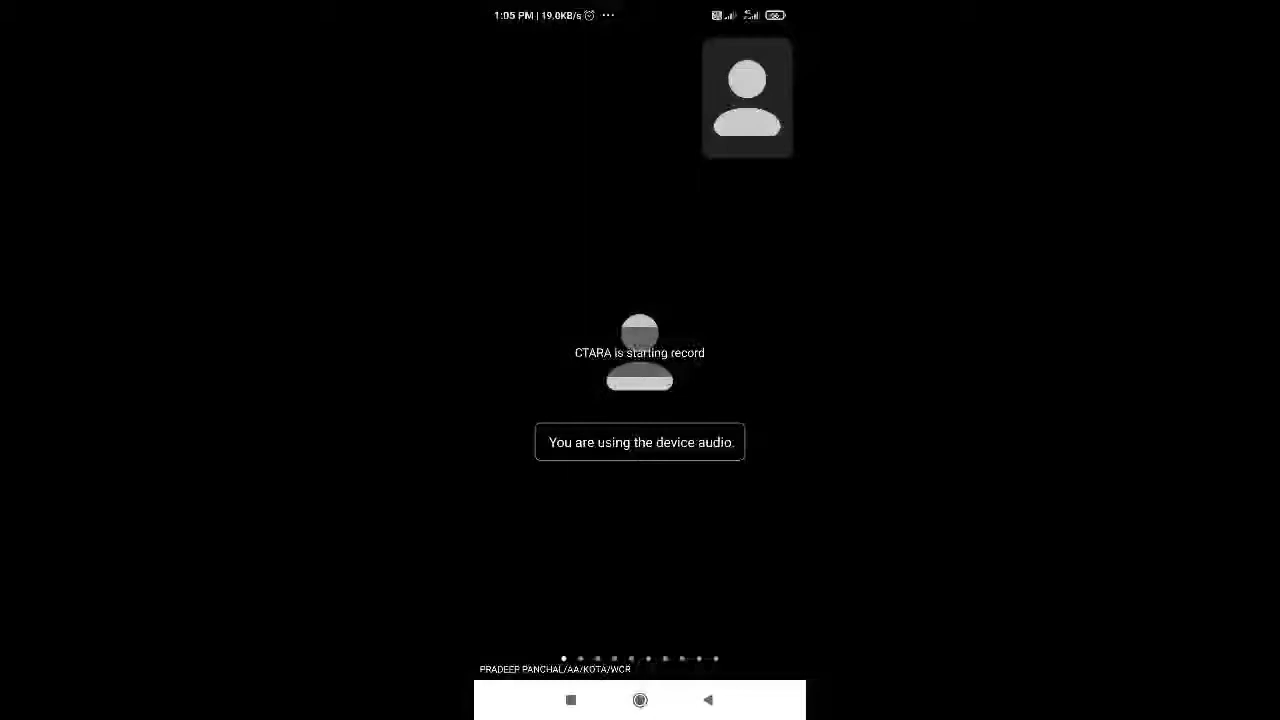 1:05 PM | 19.0KB/s
CTARA is starting record
You are using the device audio.
PRADEEP PANCHAL/AA/KOTA/WCR